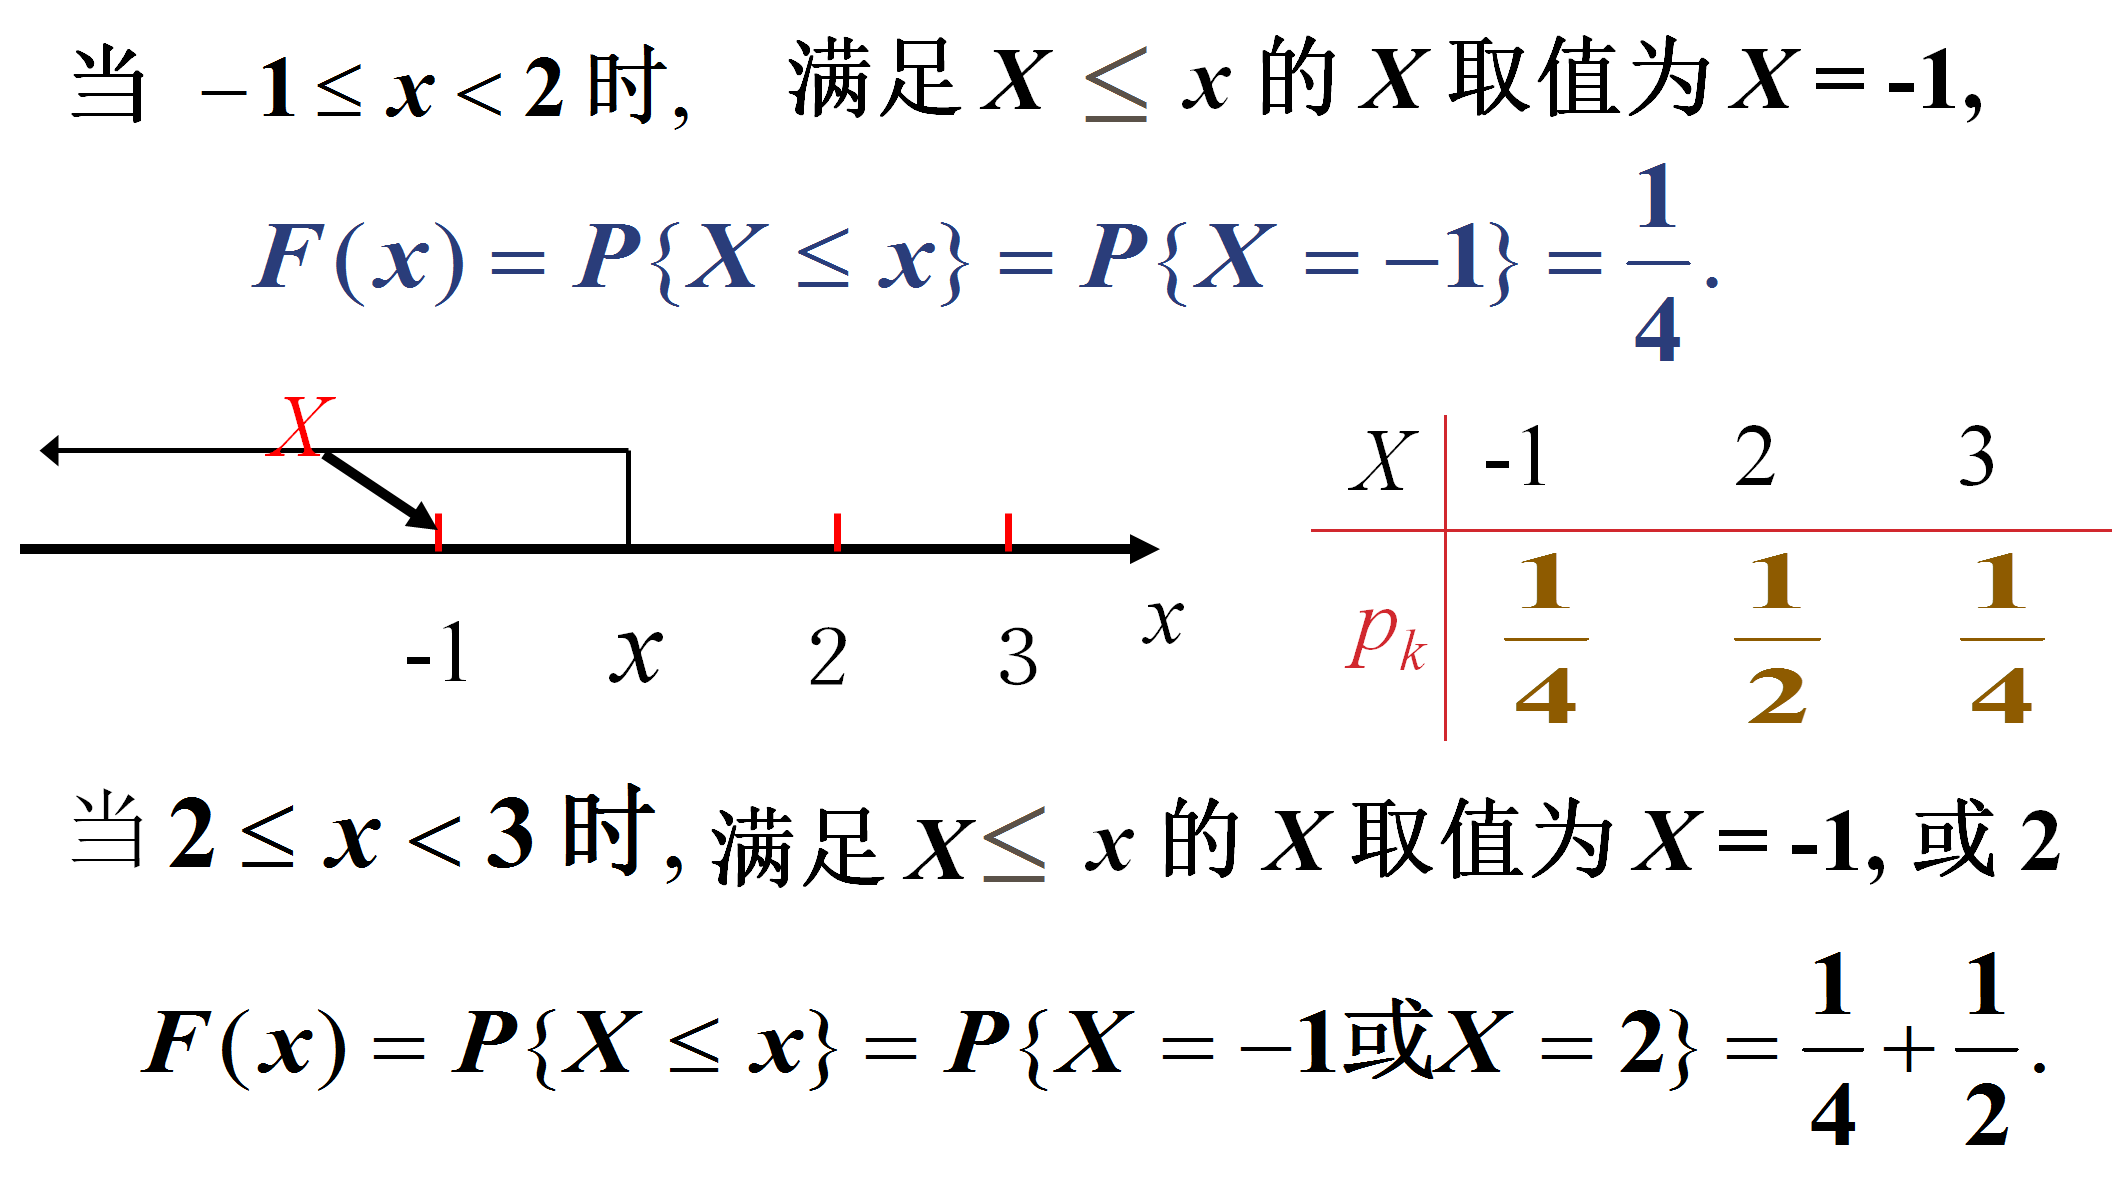 当 −1 ≤ x < 2 时, 满足 X ≤ x 的 X 取值为 X = -1,
F(x) = P{X ≤ x} = P{X = −1} = 1/4.
X
-1 x 2 3 x
X -1 2 3
pk 1/4 1/2 1/4
当 2 ≤ x < 3 时, 满足 X ≤ x 的 X 取值为 X = -1, 或 2
F(x) = P{X ≤ x} = P{X = −1或X = 2} = 1/4 + 1/2.